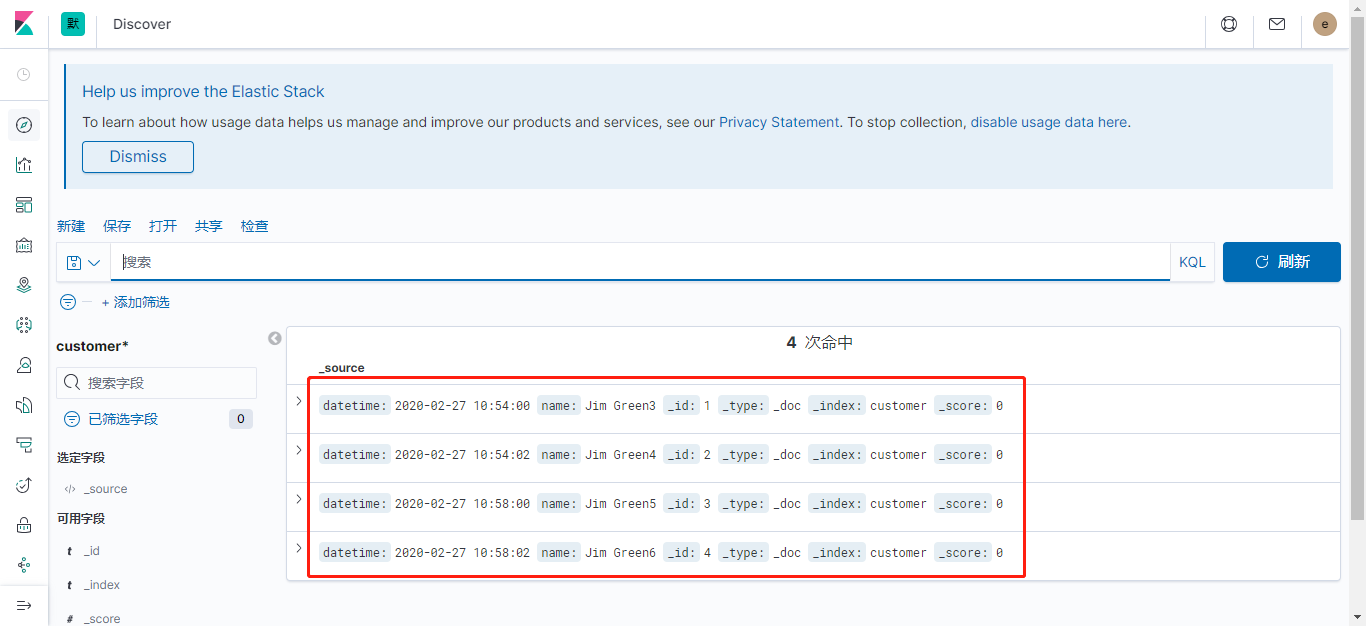 默 Discover e
Help us improve the Elastic Stack
To learn about how usage data helps us manage and improve our products and services, see our Privacy Statement. To stop collection, disable usage data here.
Dismiss
新建 保存 打开 共享 检查
搜索 KQL 刷新
+ 添加筛选
customer*
搜索字段
已筛选字段 0
选定字段
</> _source
可用字段
t _id
t _index
# _score
4 次命中
_source
datetime: 2020-02-27 10:54:00 name: Jim Green3 _id: 1 _type: _doc _index: customer _score: 0
datetime: 2020-02-27 10:54:02 name: Jim Green4 _id: 2 _type: _doc _index: customer _score: 0
datetime: 2020-02-27 10:58:00 name: Jim Green5 _id: 3 _type: _doc _index: customer _score: 0
datetime: 2020-02-27 10:58:02 name: Jim Green6 _id: 4 _type: _doc _index: customer _score: 0